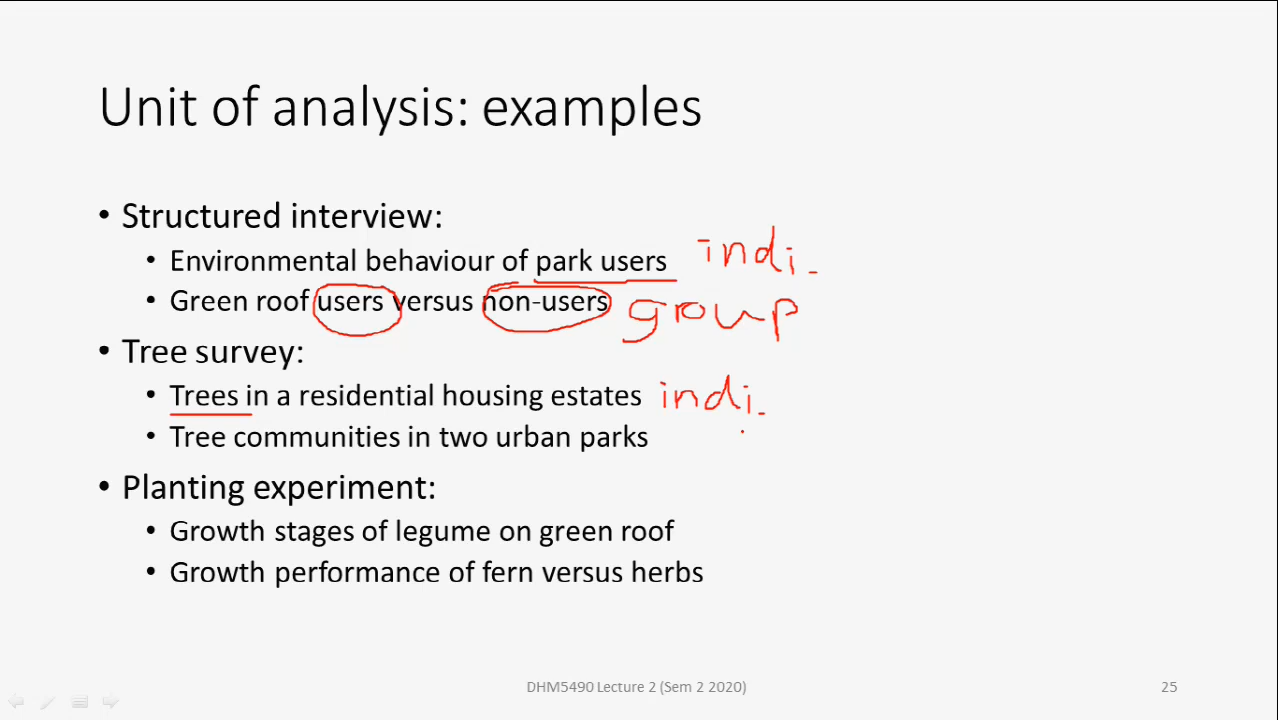 Unit of analysis: examples
• Structured interview:
• Environmental behaviour of park users indi.
• Green roof users versus non-users group
• Tree survey:
• Trees in a residential housing estates indi.
• Tree communities in two urban parks
• Planting experiment:
• Growth stages of legume on green roof
• Growth performance of fern versus herbs
DHM5490 Lecture 2 (Sem 2 2020) 25